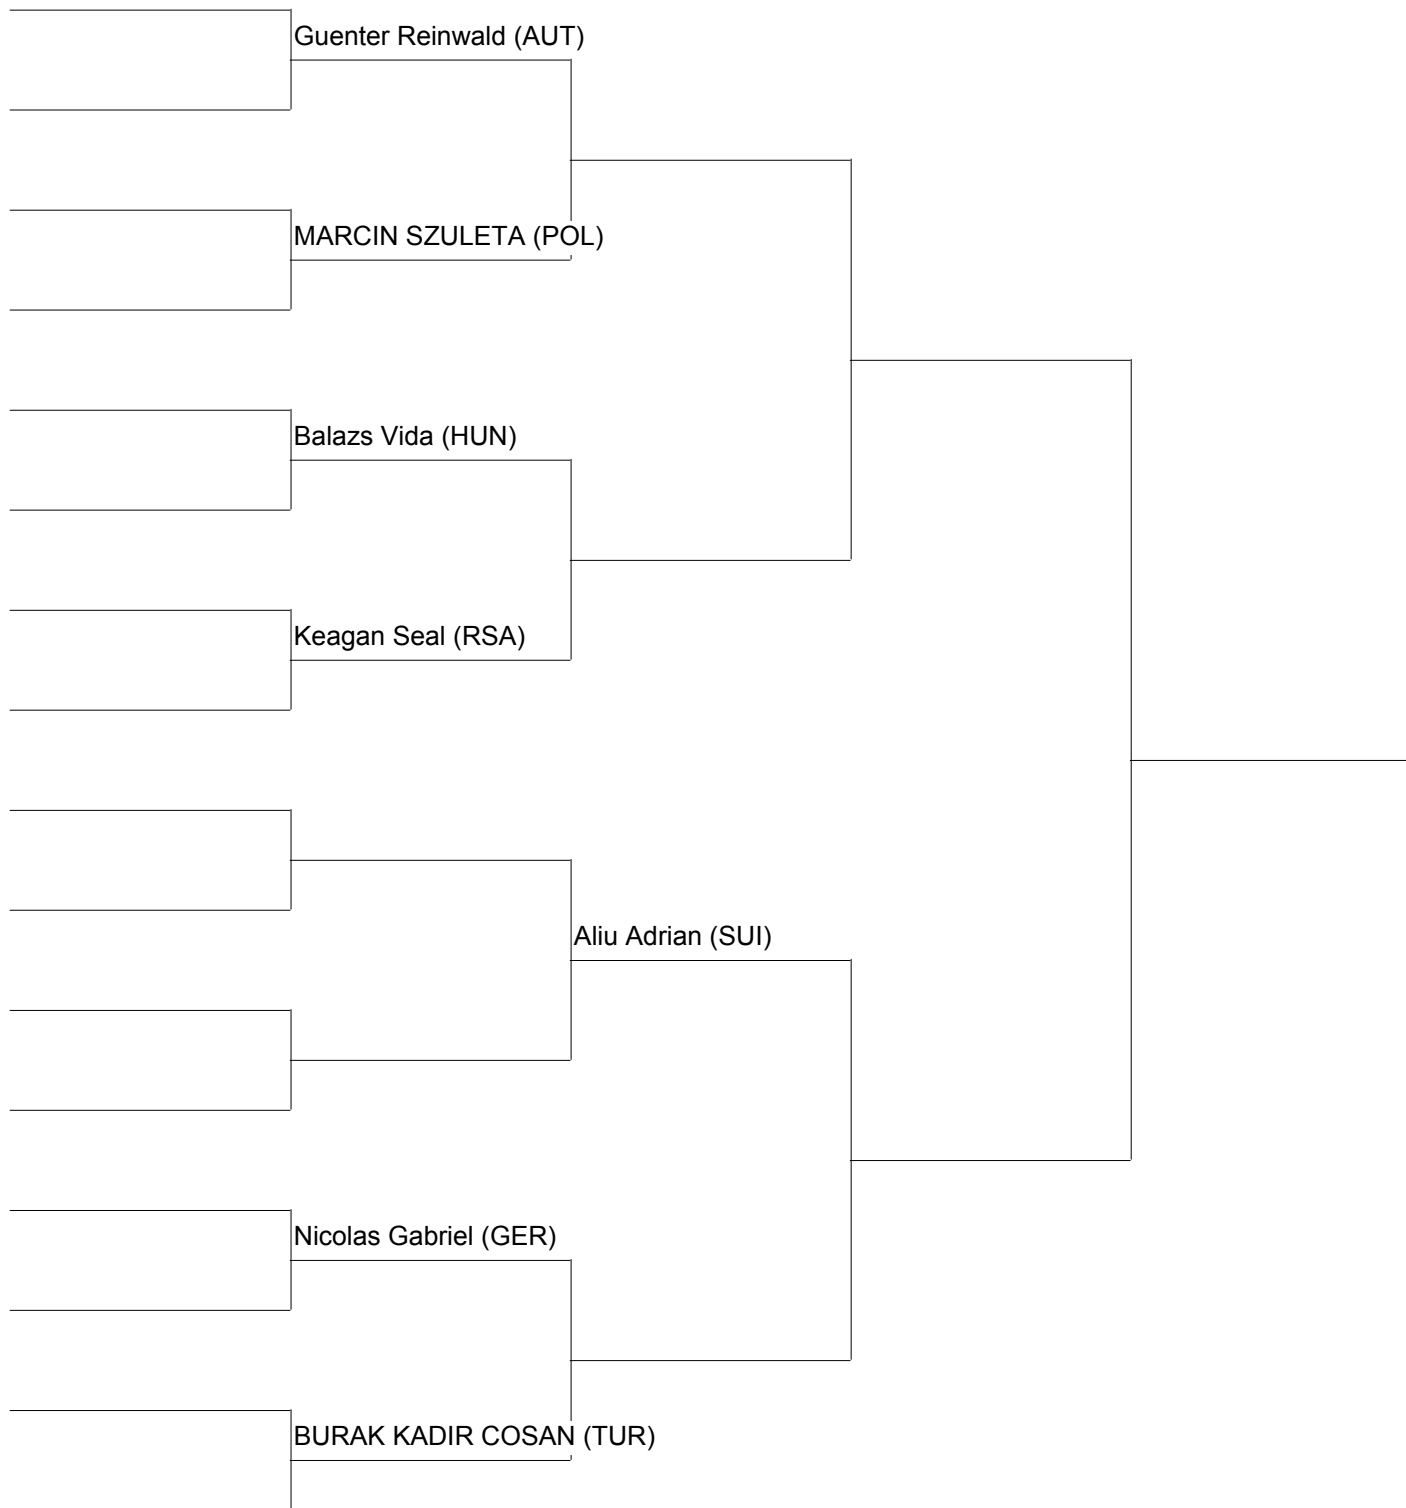 Guenter Reinwald (AUT)
MARCIN SZULETA (POL)
Balazs Vida (HUN)
Keagan Seal (RSA)
Aliu Adrian (SUI)
Nicolas Gabriel (GER)
BURAK KADIR COSAN (TUR)